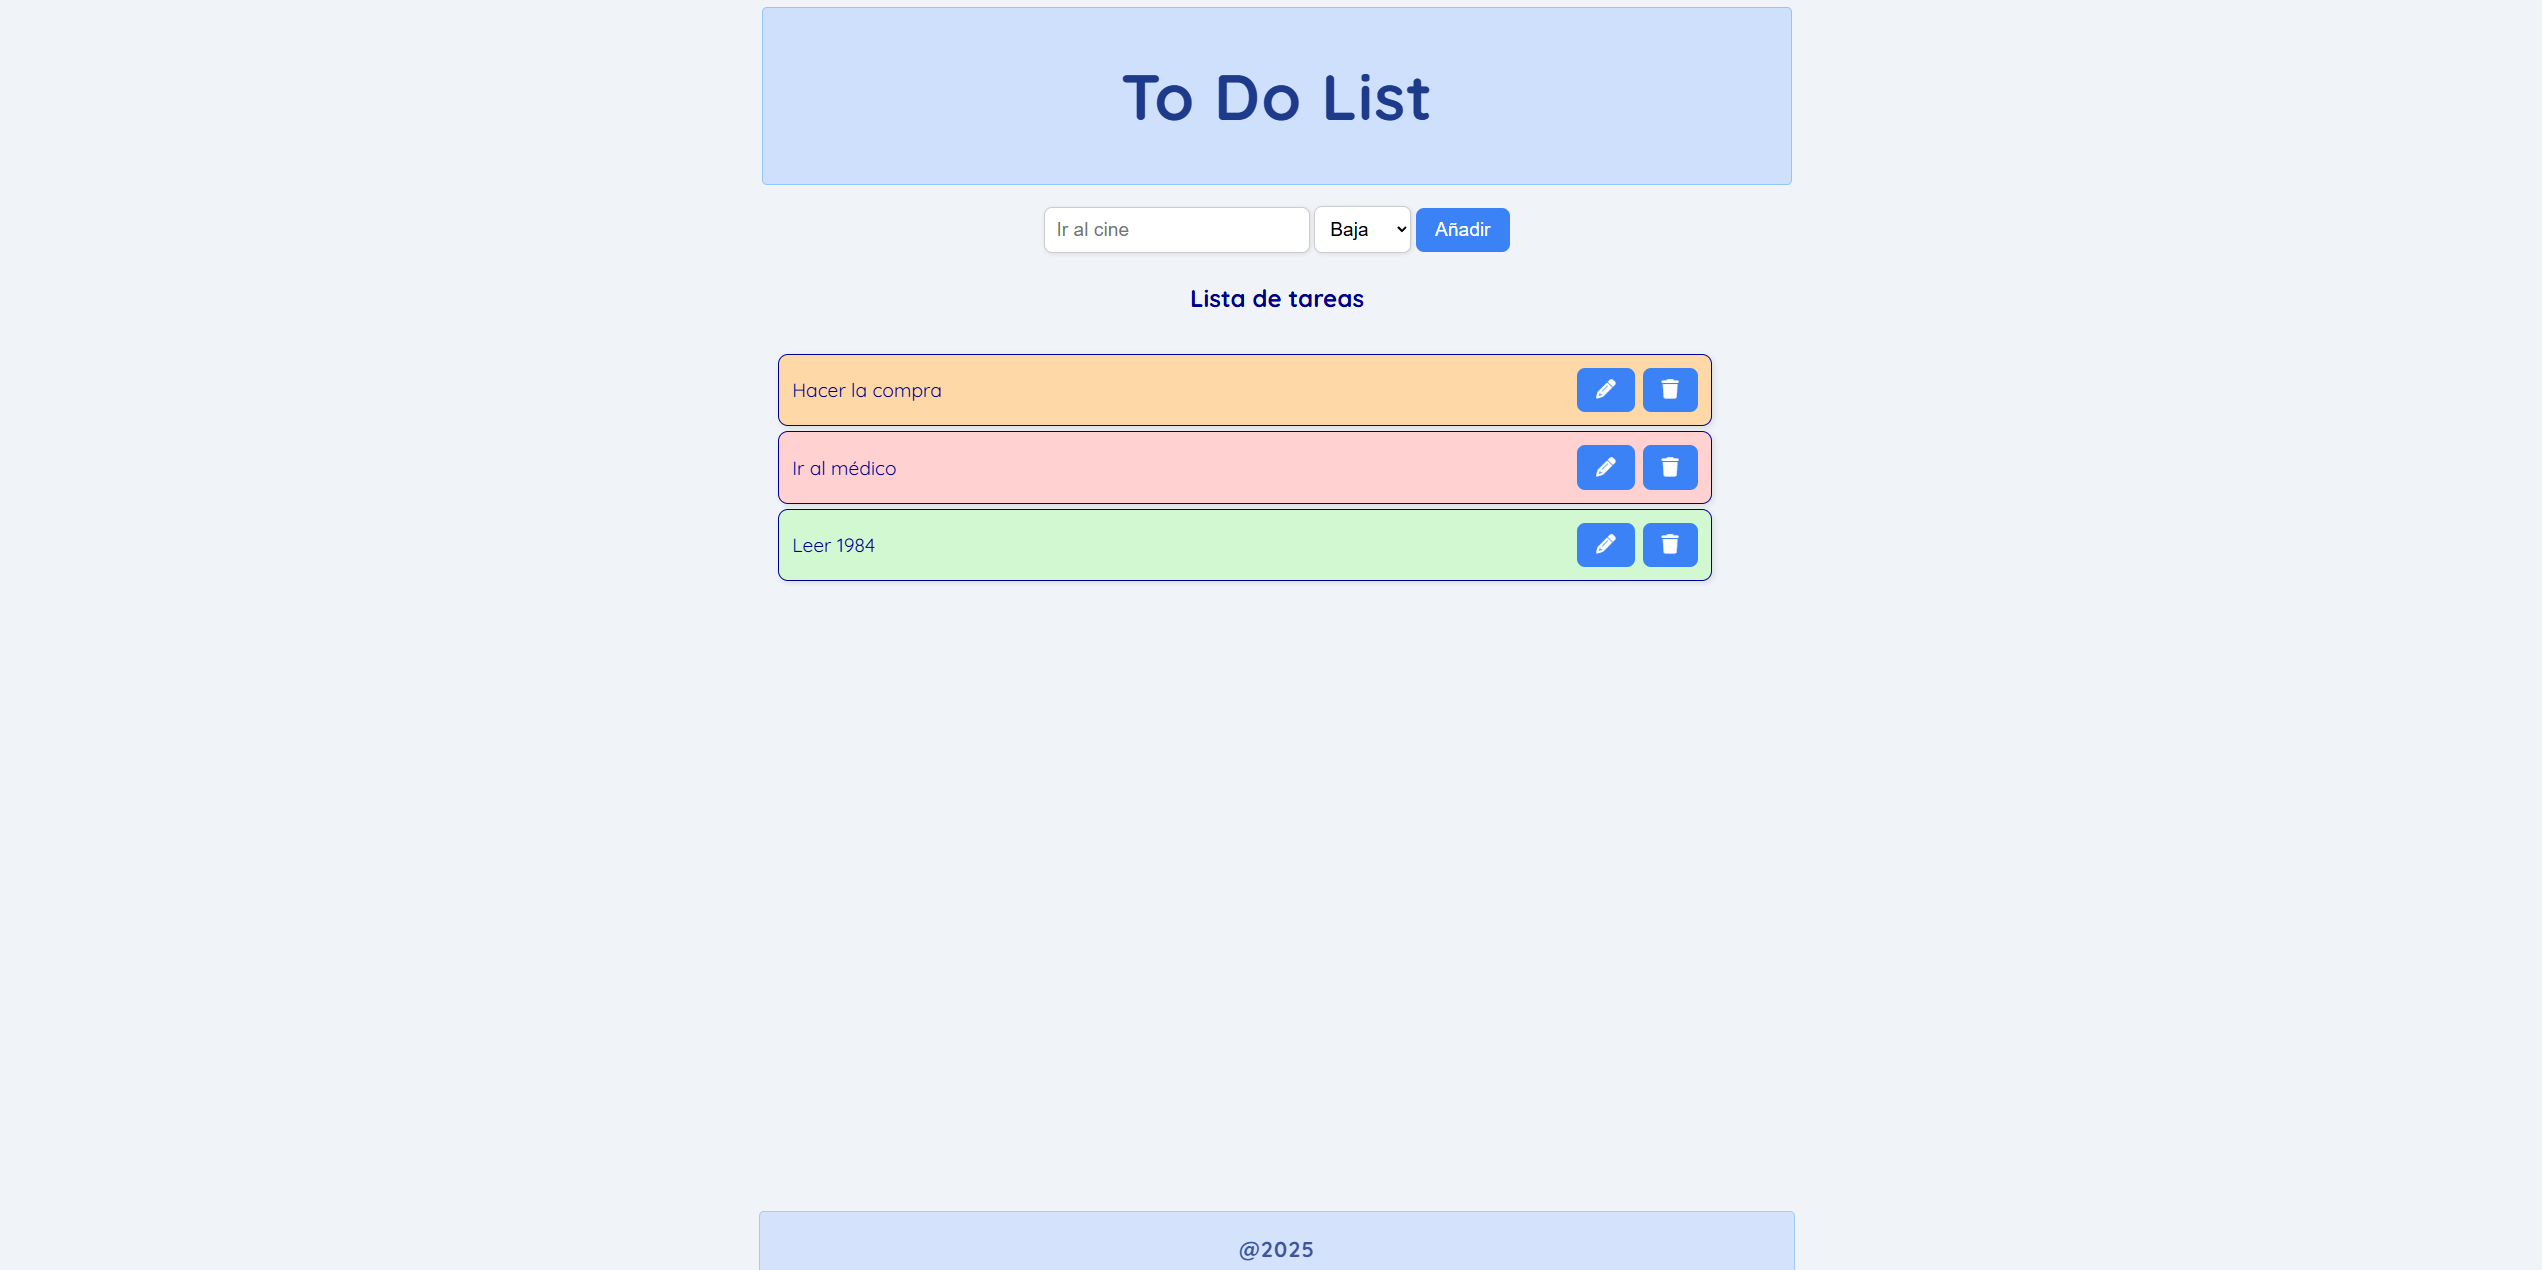 To Do List
Ir al cine Baja Añadir
Lista de tareas
Hacer la compra
Ir al médico
Leer 1984
@2025